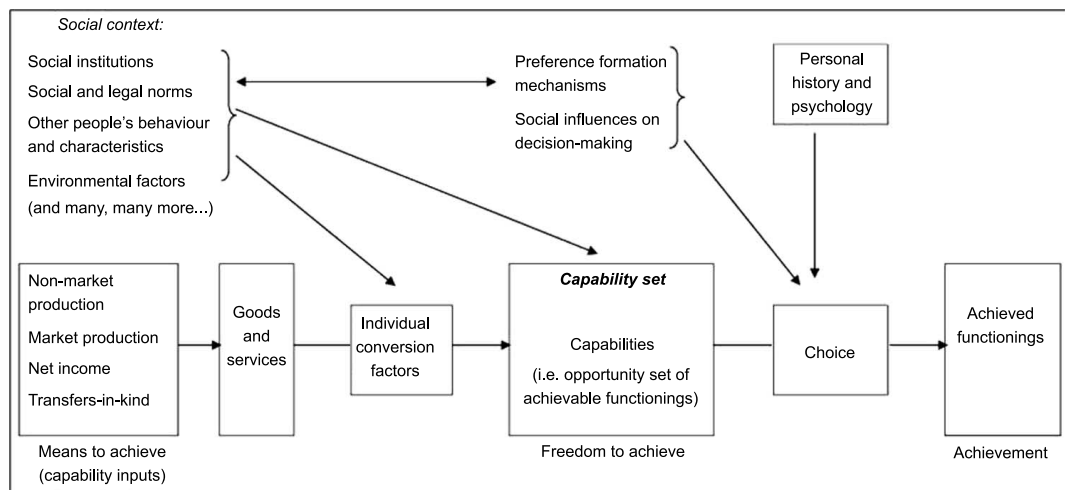 Social context:
Social institutions
Social and legal norms
Other people's behaviour
and characteristics
Environmental factors
(and many, many more...)
Preference formation
mechanisms
Social influences on
decision-making
Personal
history and
psychology
Non-market
production
Market production
Net income
Transfers-in-kind
Goods
and
services
Individual
conversion
factors
Capability set
Capabilities
(i.e. opportunity set of
achievable functionings)
Choice
Achieved
functionings
Means to achieve
(capability inputs)
Freedom to achieve
Achievement